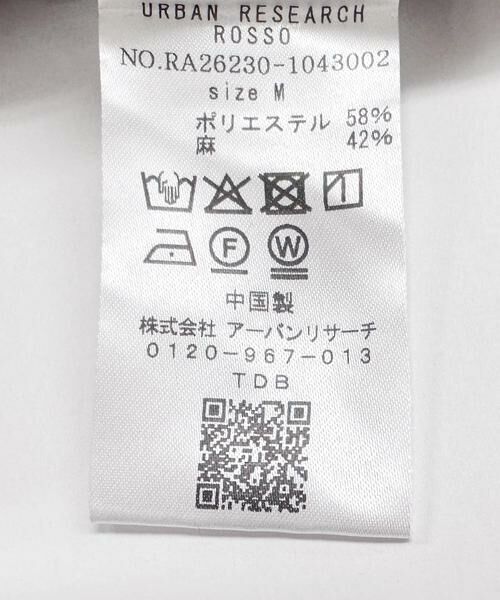 URBAN RESEARCH
ROSSO
NO.RA26230-1043002
size M
ポリエステル 58%
麻 42%
F W
中国製
株式会社 アーバンリサーチ
0120-967-013
TDB